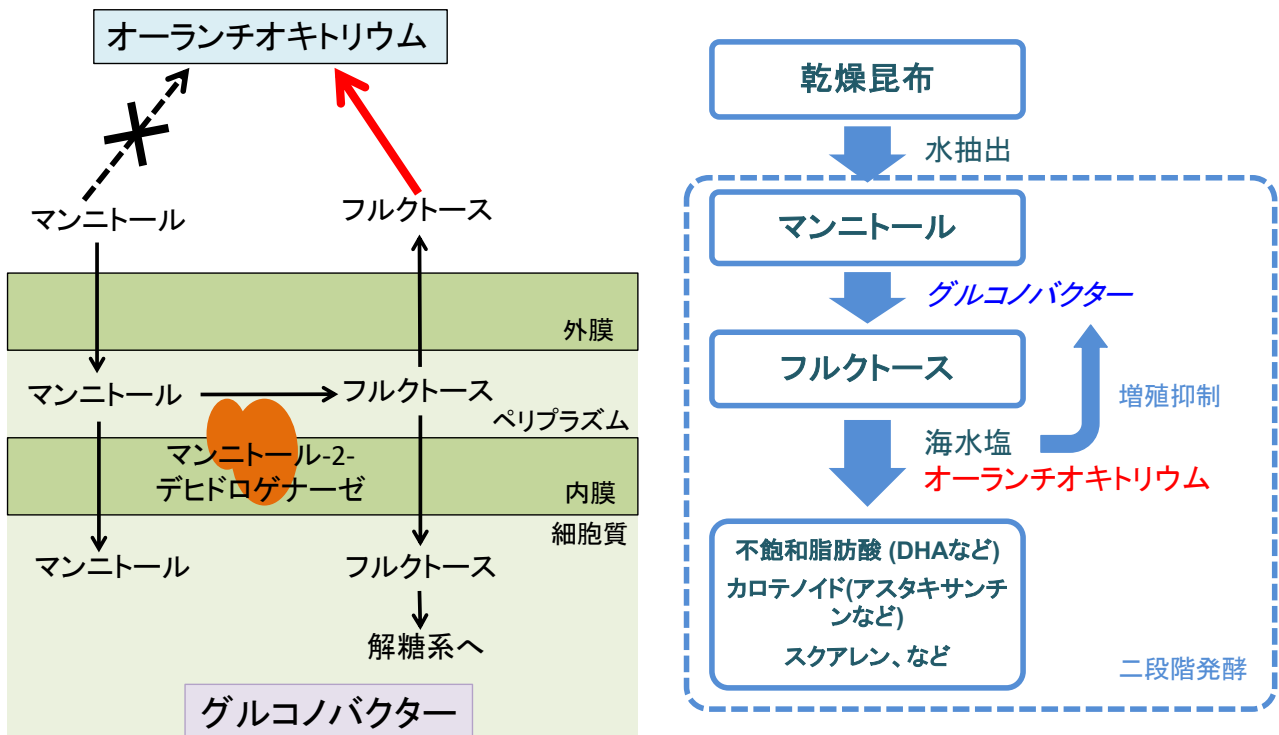 オーランチオキトリウム
マンニトール
フルクトース
外膜
マンニトール
フルクトース
ペリプラズム
マンニトール-2-
デヒドロゲナーゼ
内膜
細胞質
マンニトール
フルクトース
解糖系へ
グルコノバクター
乾燥昆布
水抽出
マンニトール
グルコノバクター
フルクトース
増殖抑制
海水塩
オーランチオキトリウム
不飽和脂肪酸 (DHAなど)
カロテノイド(アスタキサンチ
ンなど)
スクアレン、など
二段階発酵